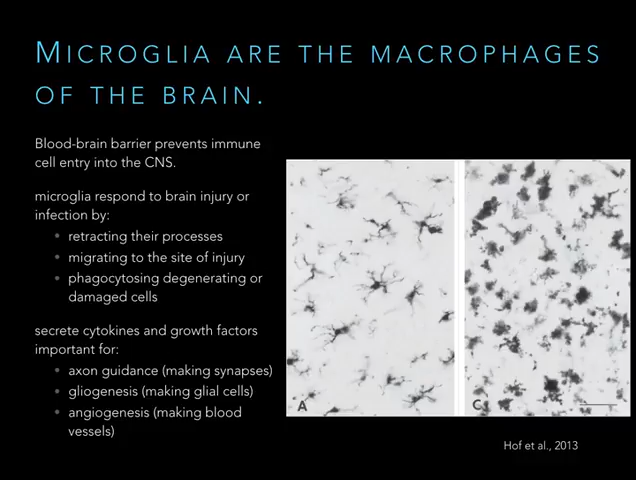 MICROGLIA ARE THE MACROPHAGES
OF THE BRAIN.
Blood-brain barrier prevents immune
cell entry into the CNS.
microglia respond to brain injury or
infection by:
• retracting their processes
• migrating to the site of injury
• phagocytosing degenerating or
damaged cells
secrete cytokines and growth factors
important for:
• axon guidance (making synapses)
• gliogenesis (making glial cells)
• angiogenesis (making blood
vessels)
A
C
Hof et al., 2013